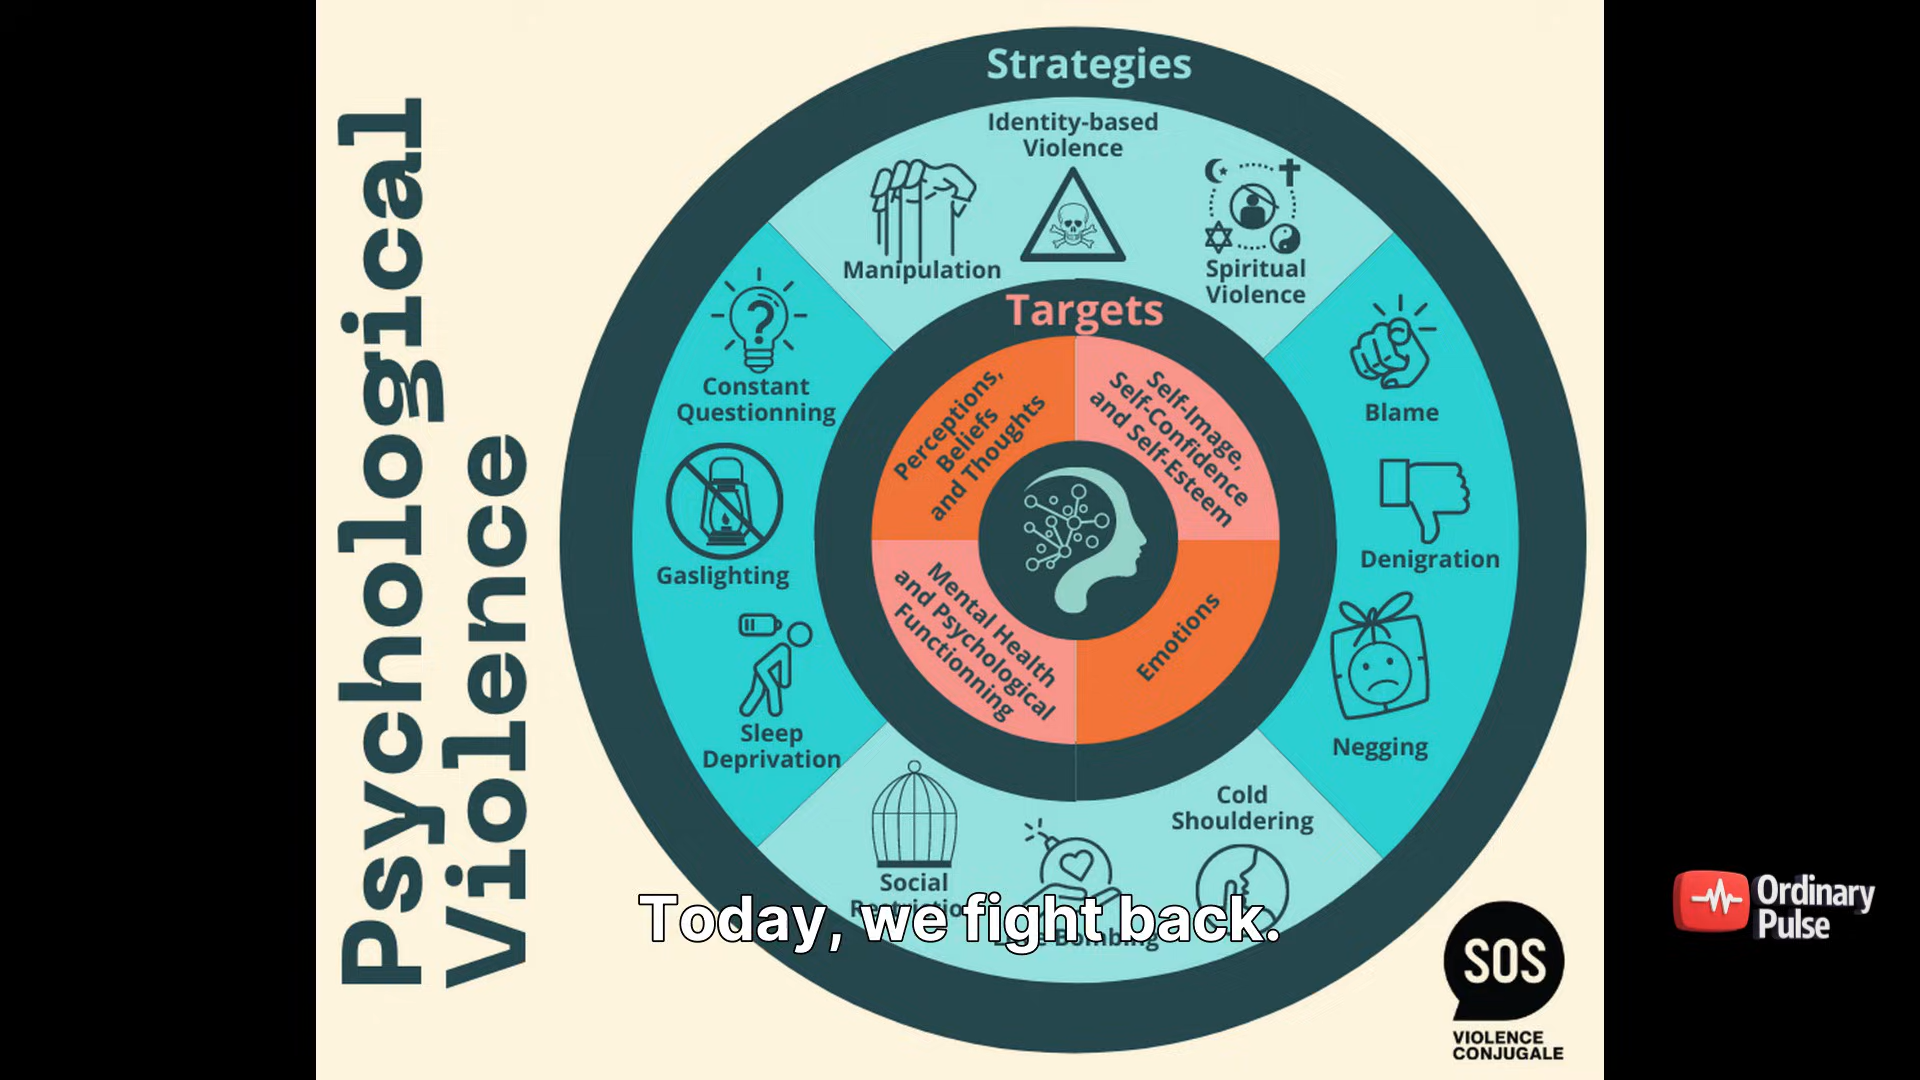 Psychological
Violence
Strategies
Identity-based
Violence
Manipulation
Spiritual
Violence
Constant
Questionning
Gaslighting
Sleep
Deprivation
Blame
Denigration
Negging
Targets
Perceptions,
Beliefs
and Thoughts
Self-Image,
Self-Confidence
and Self-Esteem
Mental Health
and Psychological
Functionning
Emotions
Social
Cold
Shouldering
Bombing
Today, we fight back.
SOS
VIOLENCE
CONJUGALE
Ordinary
Pulse